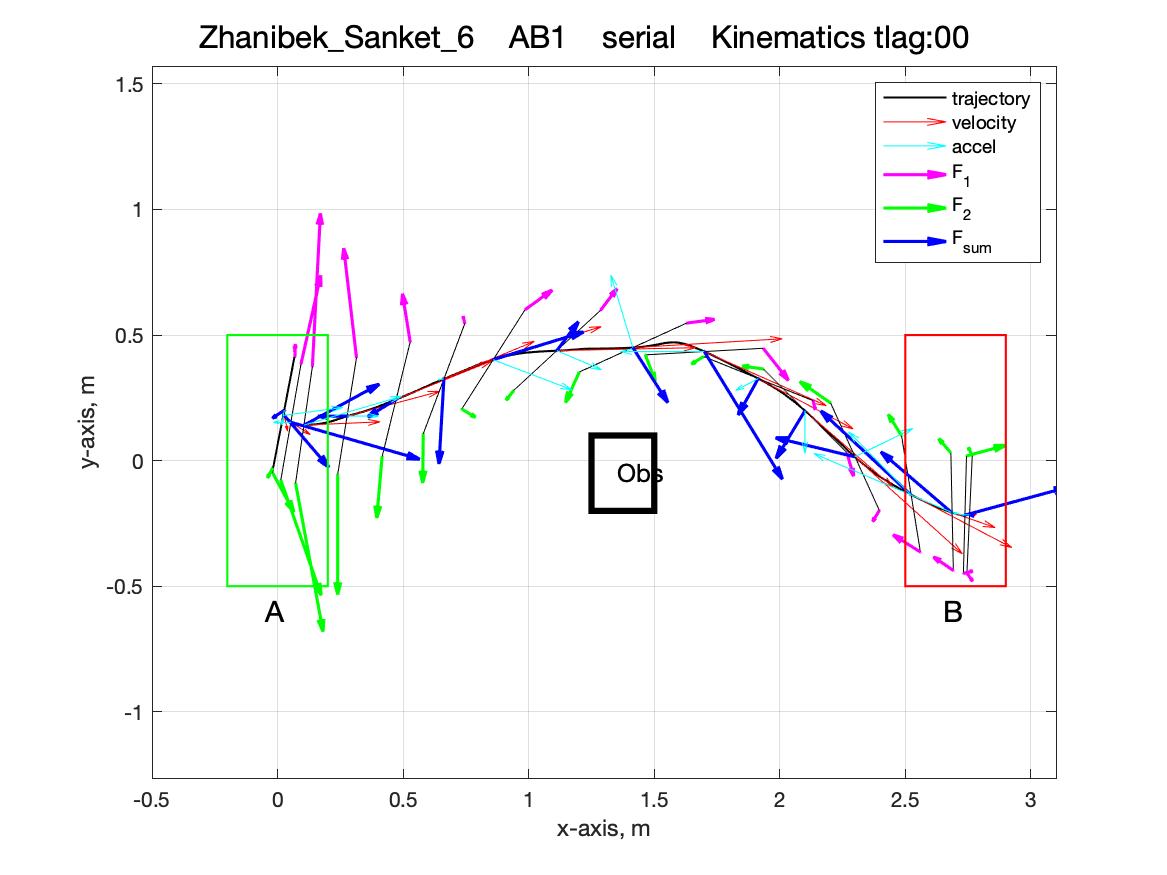 Zhanibek_Sanket_6 AB1 serial Kinematics tlag:00
1.5
1
0.5
0
-0.5
-1
y-axis, m
trajectory
velocity
accel
F1
F2
Fsum
Obs
A
B
-0.5 0 0.5 1 1.5 2 2.5 3
x-axis, m